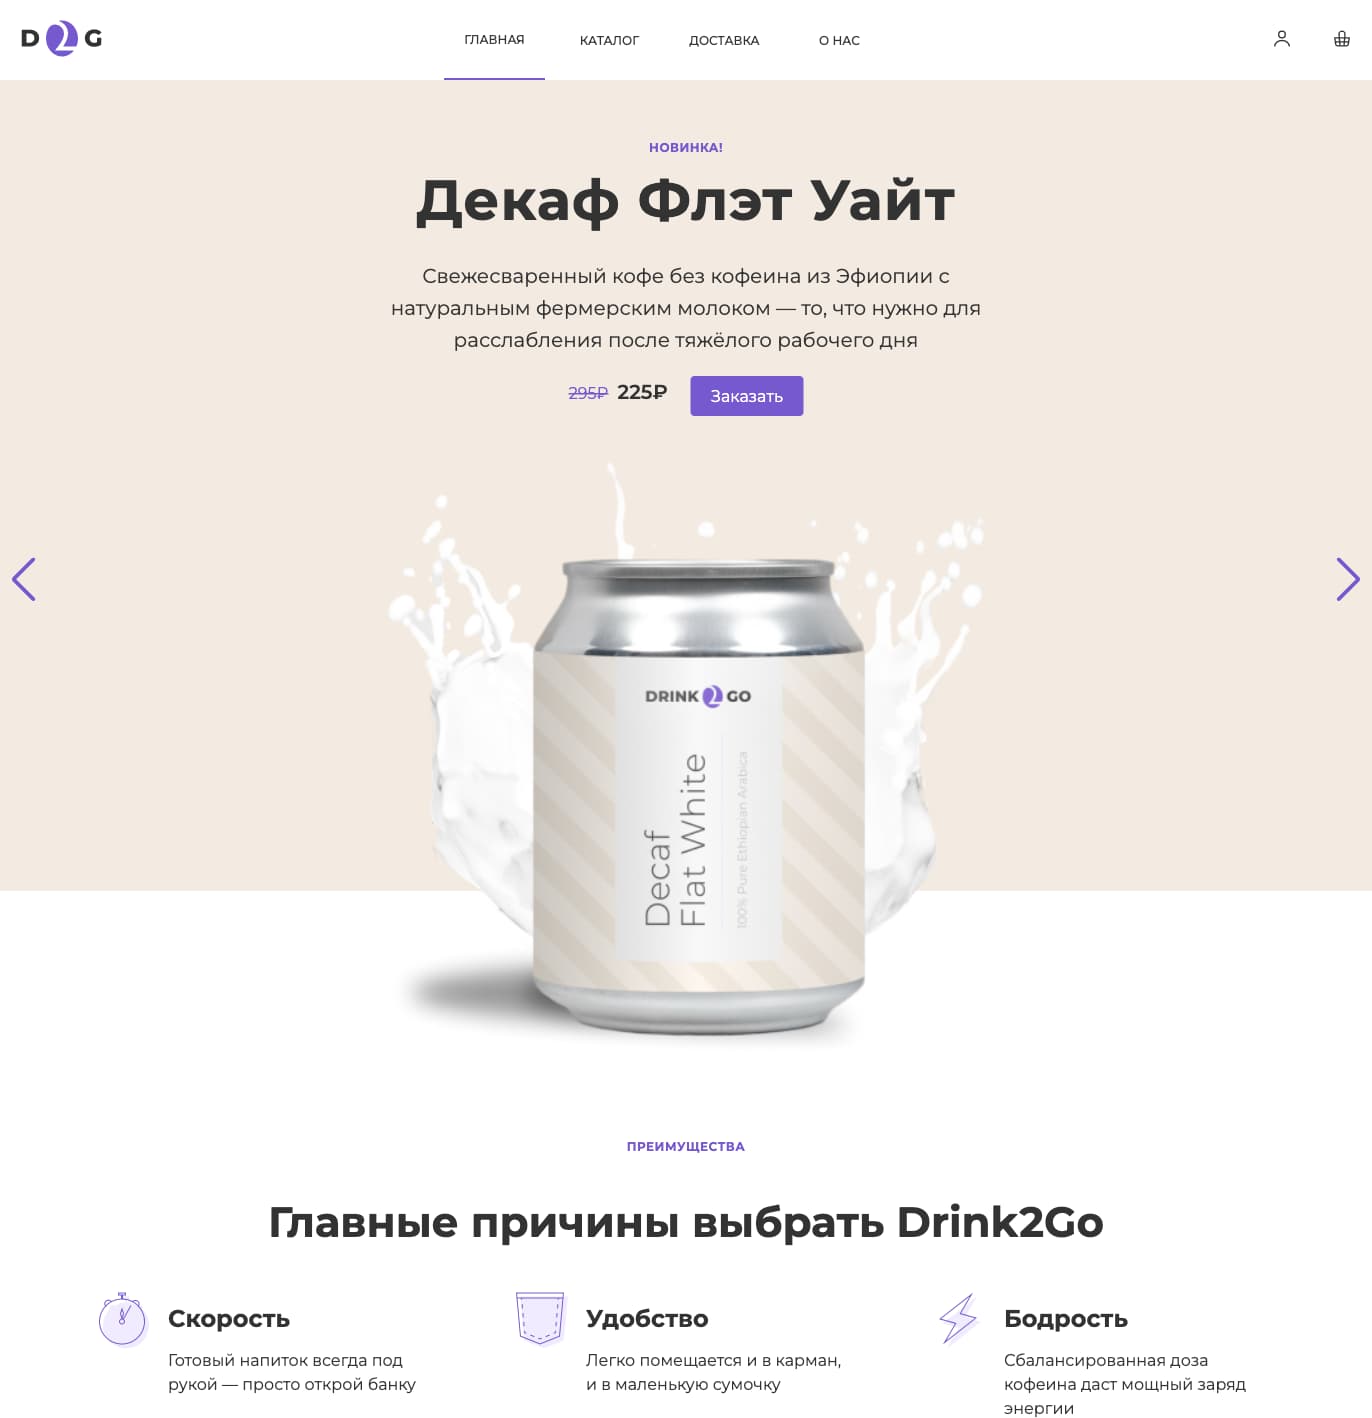 D2G
ГЛАВНАЯ
КАТАЛОГ
ДОСТАВКА
О НАС
НОВИНКА!
Декаф Флэт Уайт
Свежесваренный кофе без кофеина из Эфиопии с
натуральным фермерским молоком — то, что нужно для
расслабления после тяжёлого рабочего дня
295₽ 225₽
Заказать
DRINK2GO
Decaf
Flat White
100% Pure Ethiopian Arabica
ПРЕИМУЩЕСТВА
Главные причины выбрать Drink2Go
Скорость
Готовый напиток всегда под
рукой — просто открой банку
Удобство
Легко помещается и в карман,
и в маленькую сумочку
Бодрость
Сбалансированная доза
кофеина даст мощный заряд
энергии